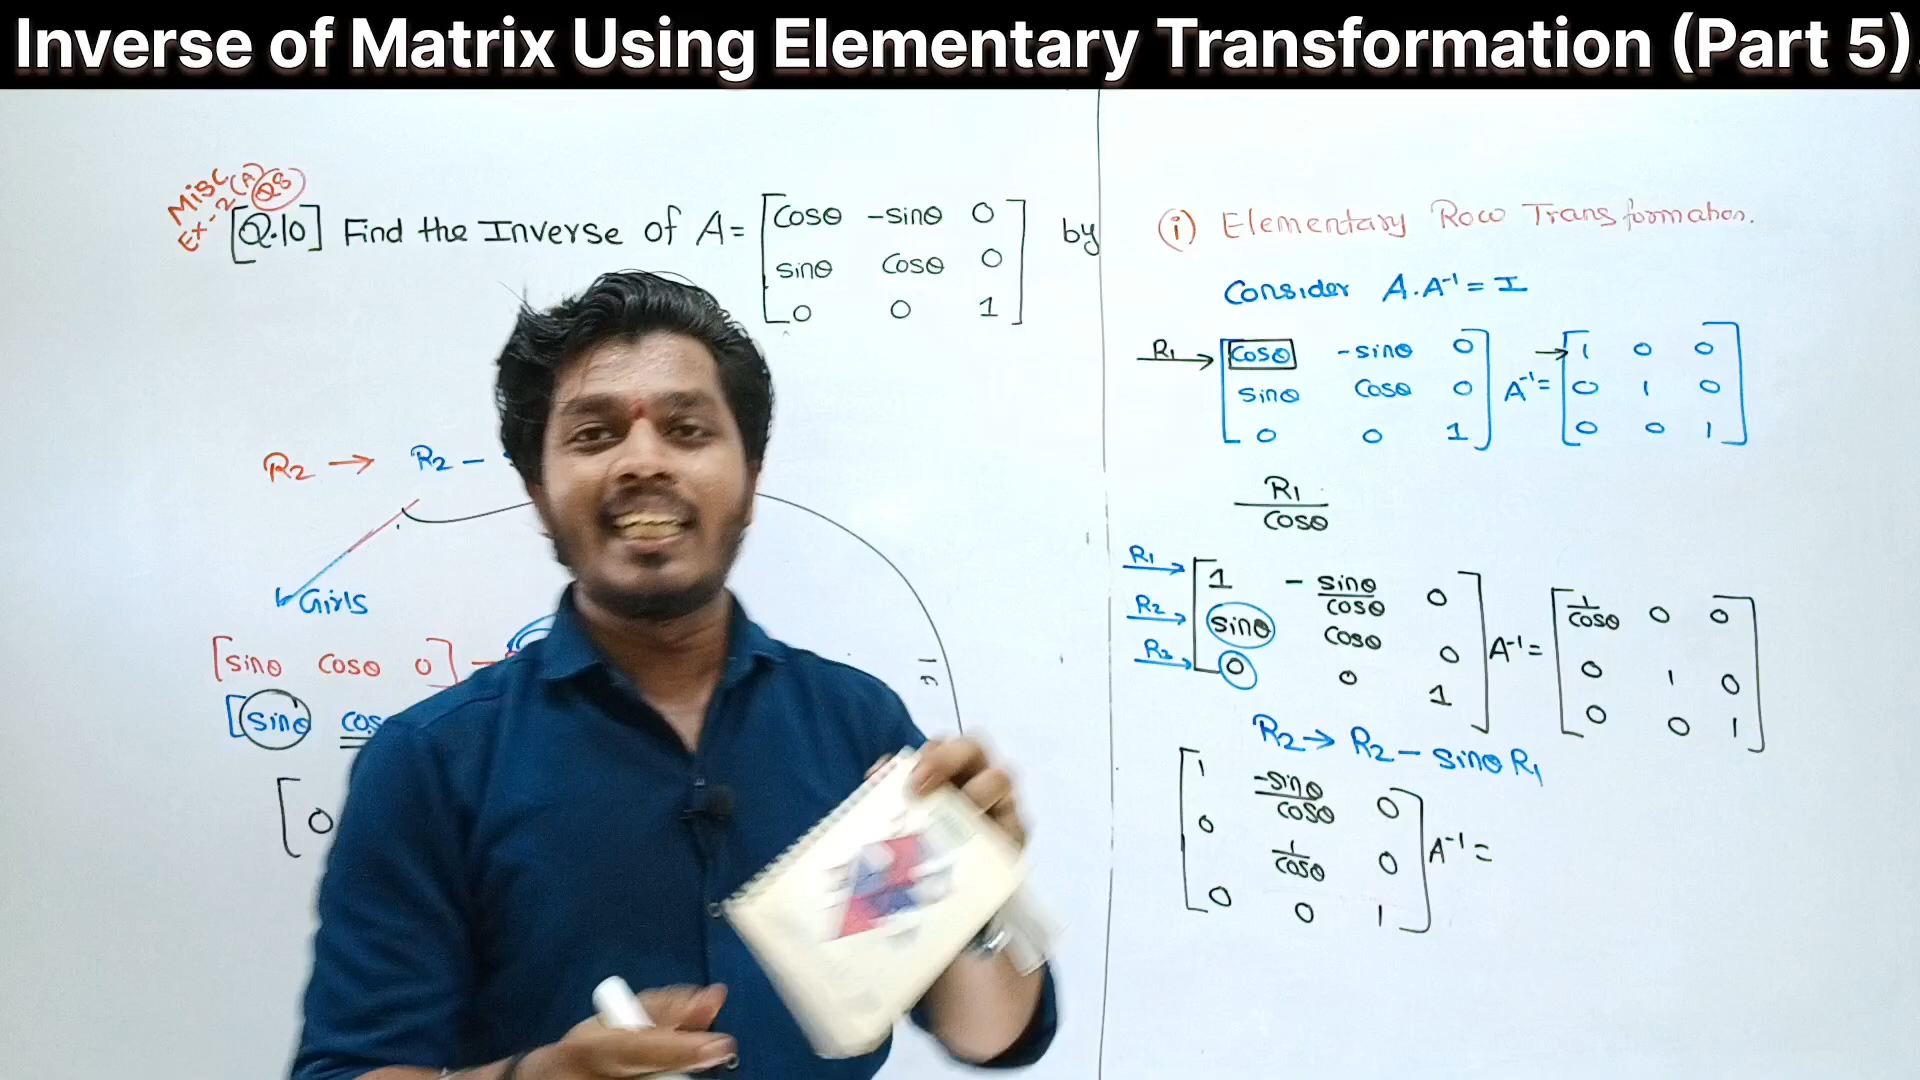 Inverse of Matrix Using Elementary Transformation (Part 5)
Misc
Ex-2 (A) Q8
[Q.10] Find the Inverse of A = [cosθ -sinθ 0
sinθ cosθ 0
0 0 1] by
R2 → R2 -
Girls
[sinθ cosθ 0] -
[sinθ cos
[0
(i) Elementary Row Transformation.
Consider A.A⁻¹ = I
R1 → [cosθ -sinθ 0 → [1 0 0
sinθ cosθ 0 A⁻¹ = 0 1 0
0 0 1] 0 0 1]
R1
cosθ
R1 → [1 -sinθ/cosθ 0 [1/cosθ 0 0
R2 → sinθ cosθ 0 A⁻¹ = 0 1 0
R3 → 0 0 1] 0 0 1]
R2 → R2 - sinθ R1
[1 -sinθ/cosθ 0
0 1/cosθ 0 A⁻¹ =
0 0 1]